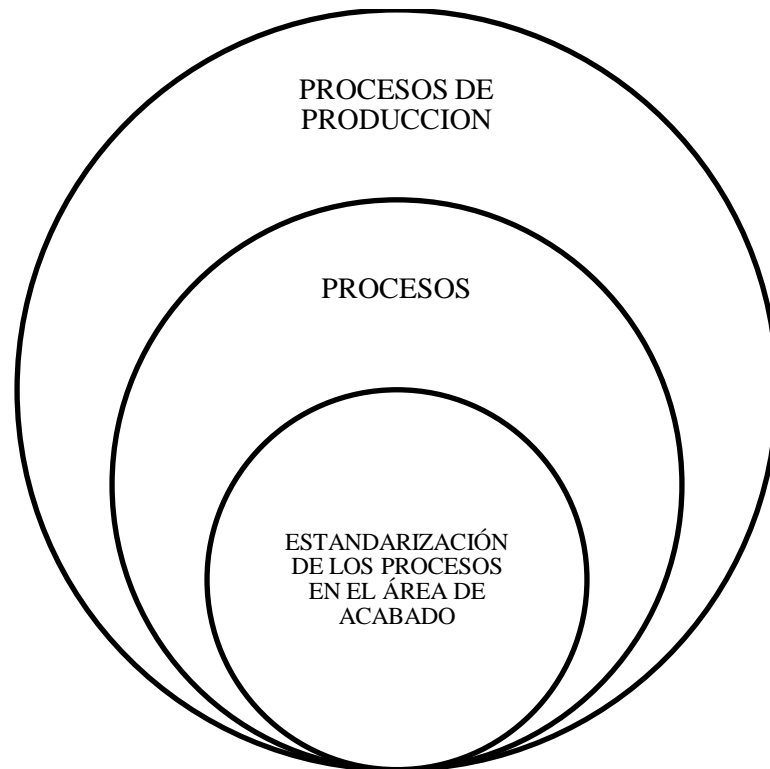 PROCESOS DE
PRODUCCION
PROCESOS
ESTANDARIZACIÓN
DE LOS PROCESOS
EN EL ÁREA DE
ACABADO